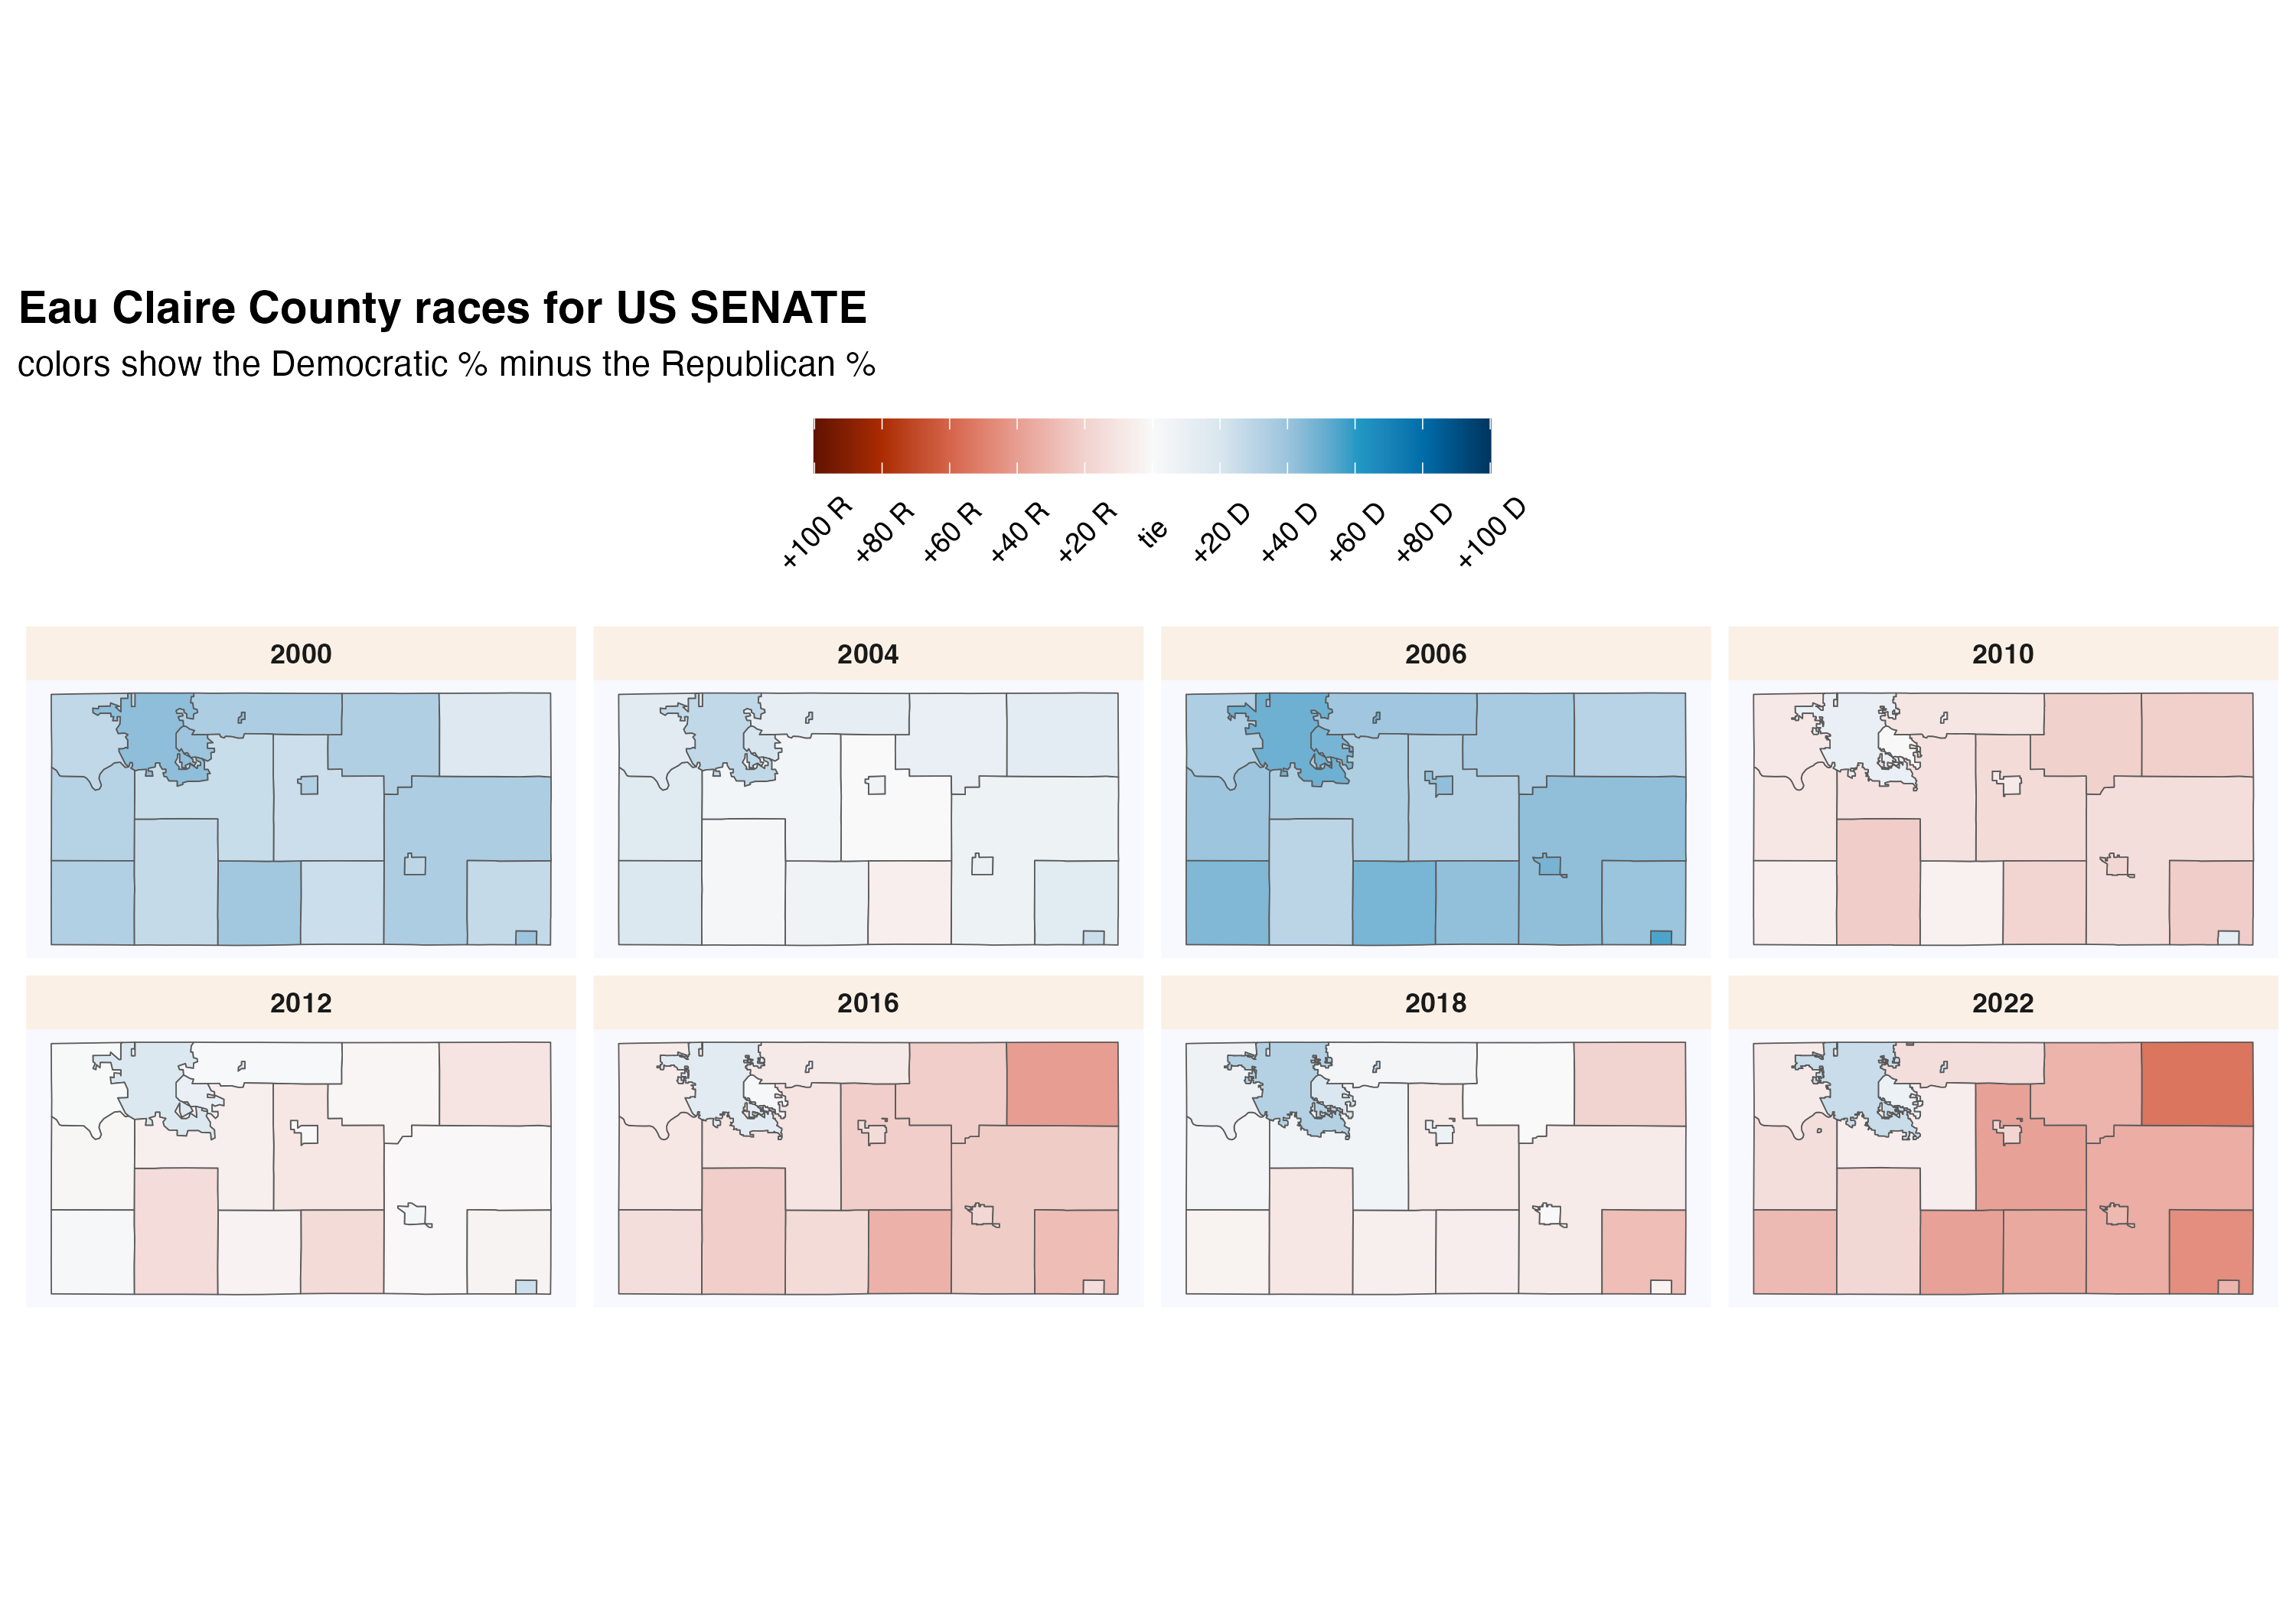 Eau Claire County races for US SENATE
colors show the Democratic % minus the Republican %
+100 R
+80 R
+60 R
+40 R
+20 R
tie
+20 D
+40 D
+60 D
+80 D
+100 D
2000
2004
2006
2010
2012
2016
2018
2022